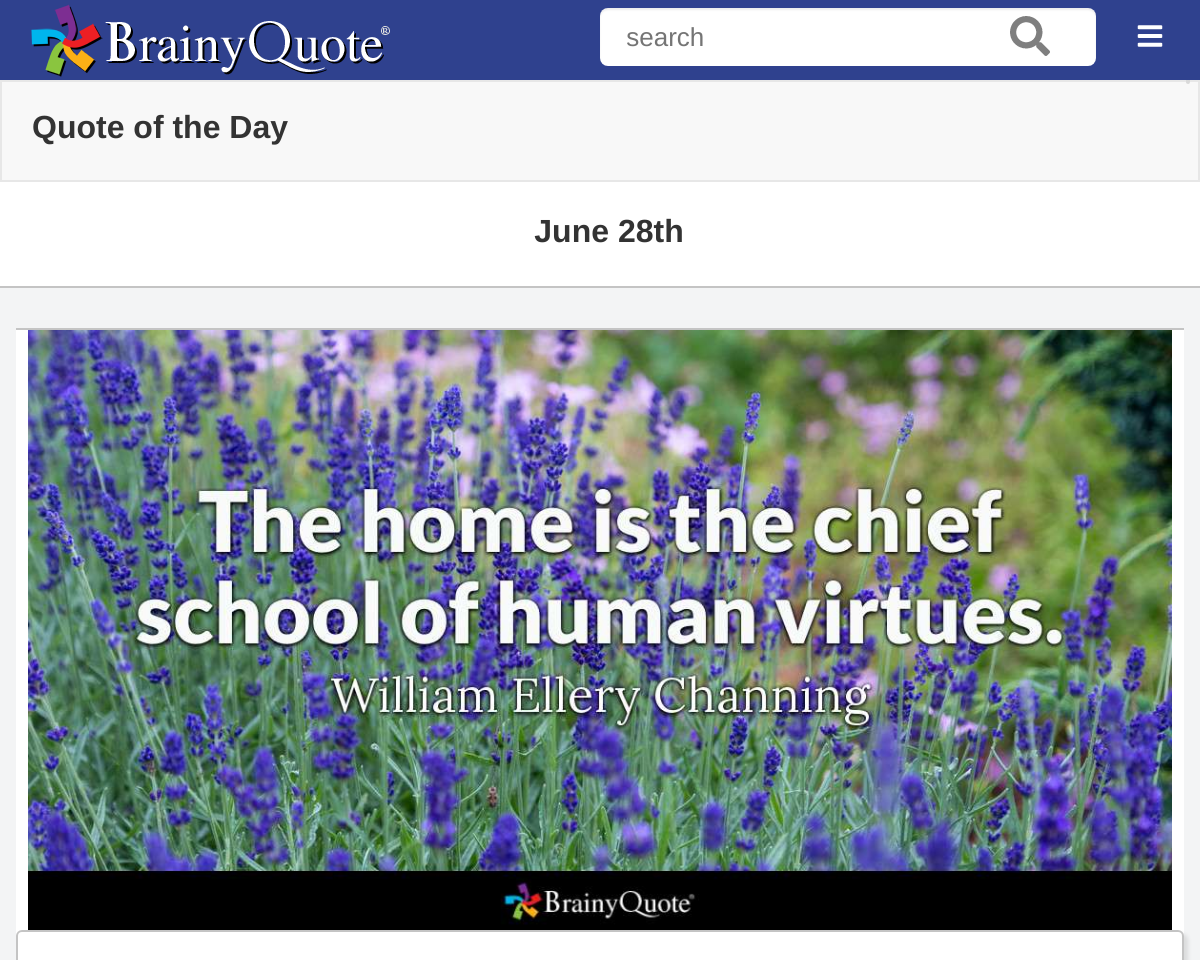 BrainyQuote®
search
Quote of the Day
June 28th
The home is the chief
school of human virtues.
William Ellery Channing
BrainyQuote®